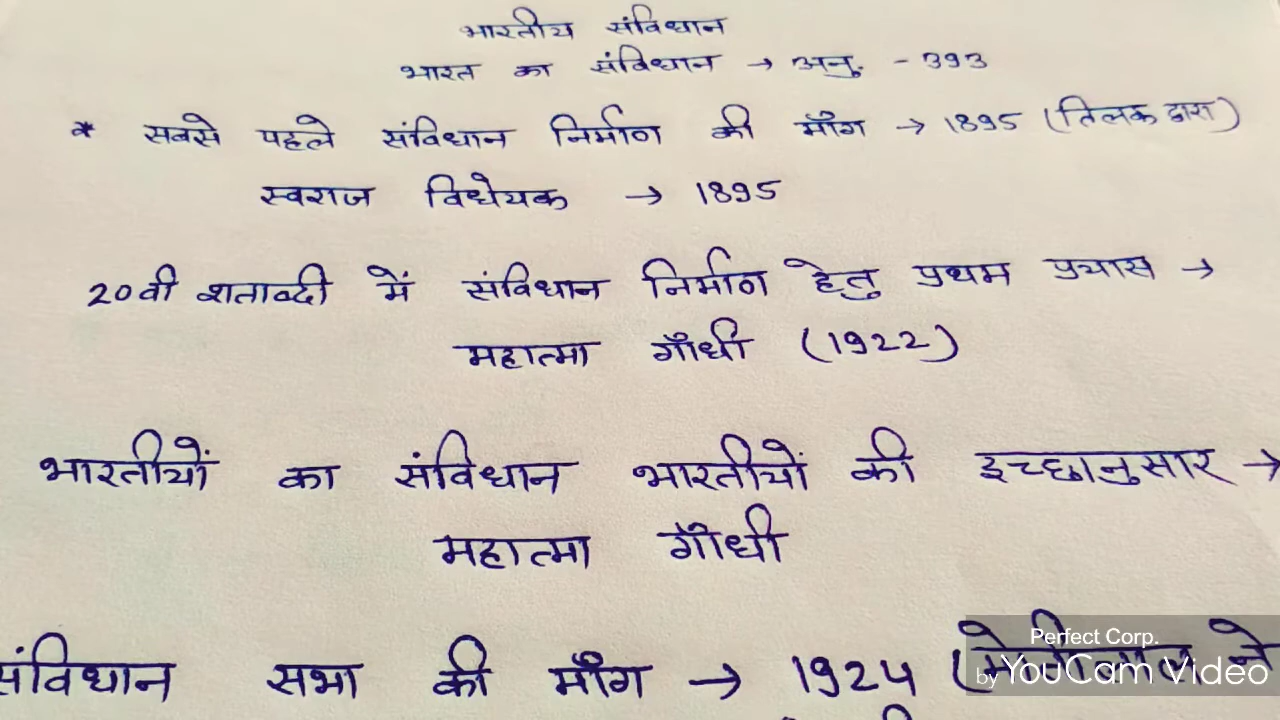 भारतीय संविधान
भारत का संविधान → अनु. - 393
* सबसे पहले संविधान निर्माण की माँग → 1895 (तिलक द्वारा)
स्वराज विधेयक → 1895
20वी शताब्दी में संविधान निर्माण हेतु प्रथम प्रयास →
महात्मा गाँधी (1922)
भारतीयों का संविधान भारतीयों की इच्छानुसार →
महात्मा गाँधी
संविधान सभा की माँग → 1924 (
Perfect Corp.
by YouCam Video